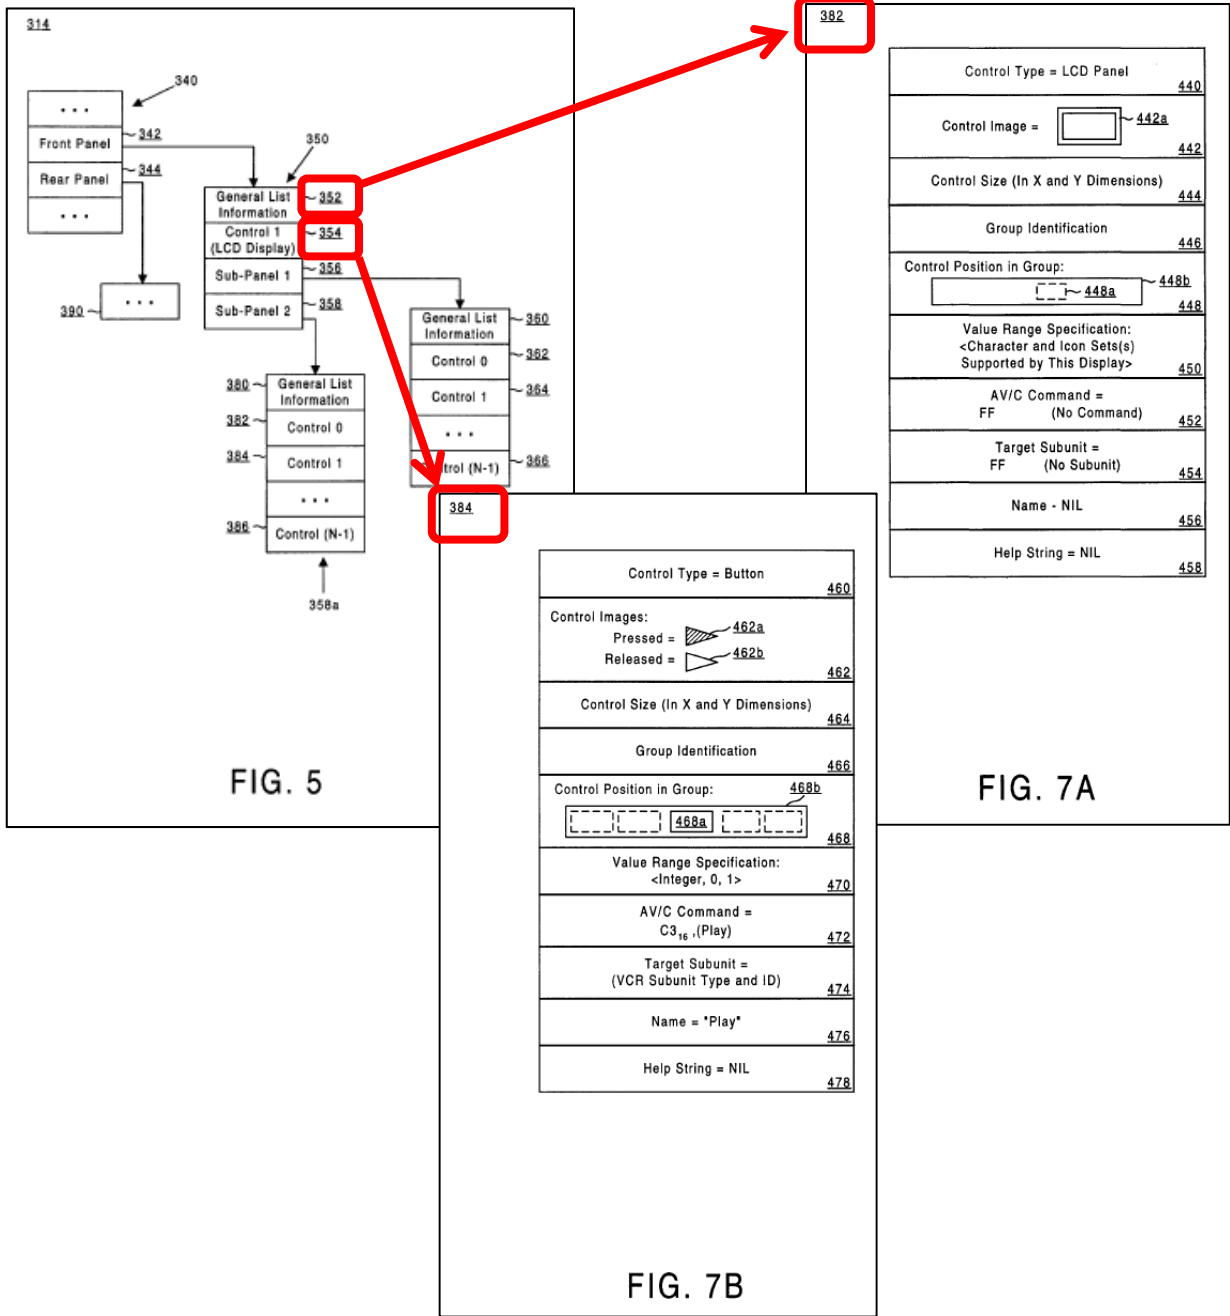 314
340
. . .
Front Panel
342
Rear Panel
344
. . .
390
. . .
350
General List
Information
352
Control 1
(LCD Display)
354
Sub-Panel 1
356
Sub-Panel 2
358
General List
Information
360
Control 0
362
Control 1
364
. . .
Control (N-1)
366
380
General List
Information
382
Control 0
384
Control 1
. . .
386
Control (N-1)
358a
FIG. 5
382
Control Type = LCD Panel
440
Control Image =
442a
442
Control Size (In X and Y Dimensions)
444
Group Identification
446
Control Position in Group:
448b
448a
448
Value Range Specification:
<Character and Icon Sets(s)
Supported by This Display>
450
AV/C Command =
FF (No Command)
452
Target Subunit =
FF (No Subunit)
454
Name - NIL
456
Help String = NIL
458
FIG. 7A
384
Control Type = Button
460
Control Images:
Pressed =
462a
Released =
462b
462
Control Size (In X and Y Dimensions)
464
Group Identification
466
Control Position in Group:
468b
468a
468
Value Range Specification:
<Integer, 0, 1>
470
AV/C Command =
C3₁₆ ,(Play)
472
Target Subunit =
(VCR Subunit Type and ID)
474
Name = "Play"
476
Help String = NIL
478
FIG. 7B